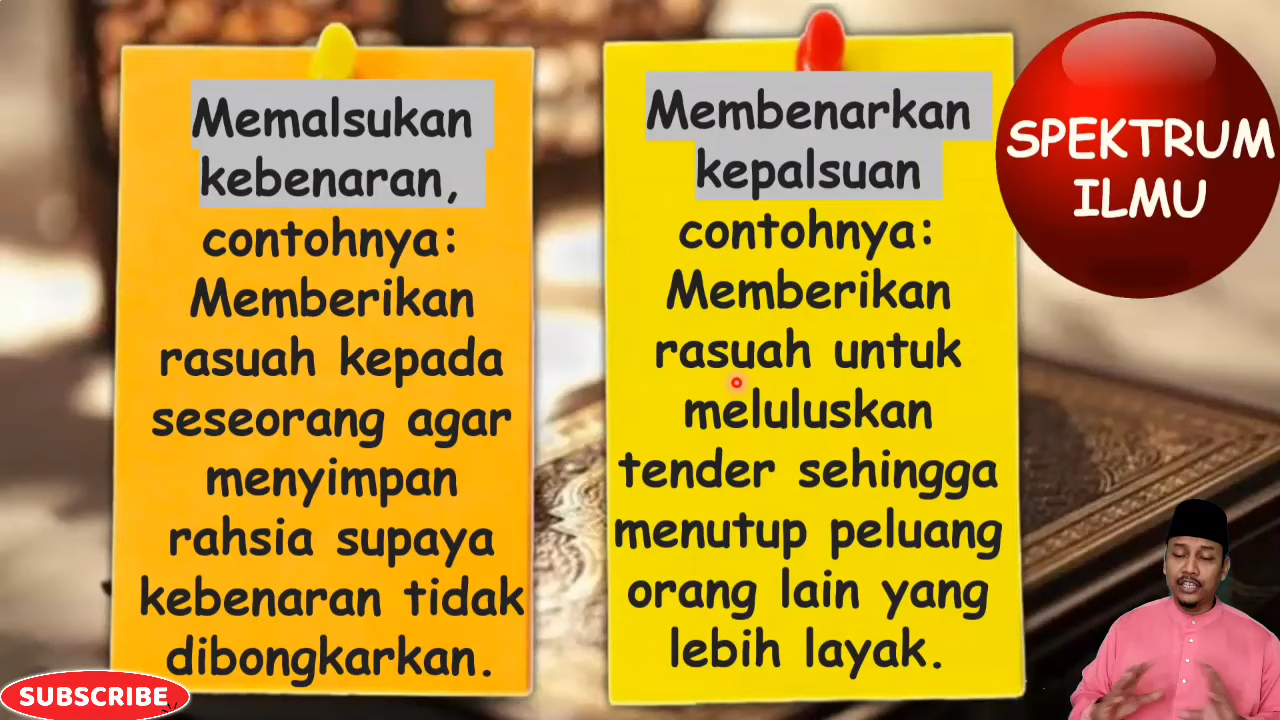 Memalsukan
kebenaran,
contohnya:
Memberikan
rasuah kepada
seseorang agar
menyimpan
rahsia supaya
kebenaran tidak
dibongkarkan.
Membenarkan
kepalsuan
contohnya:
Memberikan
rasuah untuk
meluluskan
tender sehingga
menutup peluang
orang lain yang
lebih layak.
SPEKTRUM
ILMU
SUBSCRIBE